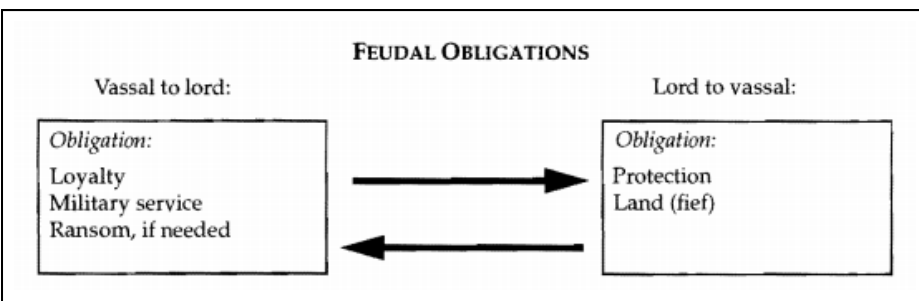 FEUDAL OBLIGATIONS
Vassal to lord:
Obligation:
Loyalty
Military service
Ransom, if needed
Lord to vassal:
Obligation:
Protection
Land (fief)